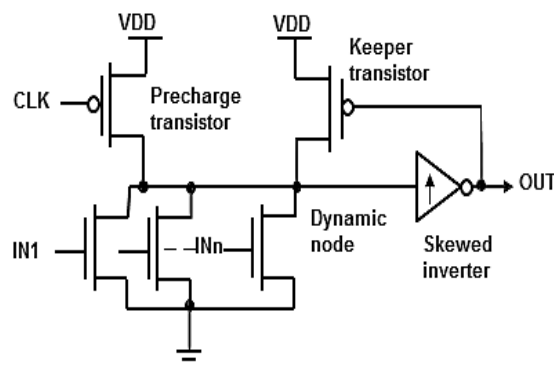 VDD
VDD
Keeper
transistor
CLK
Precharge
transistor
OUT
IN1
INn
Dynamic
node
Skewed
inverter